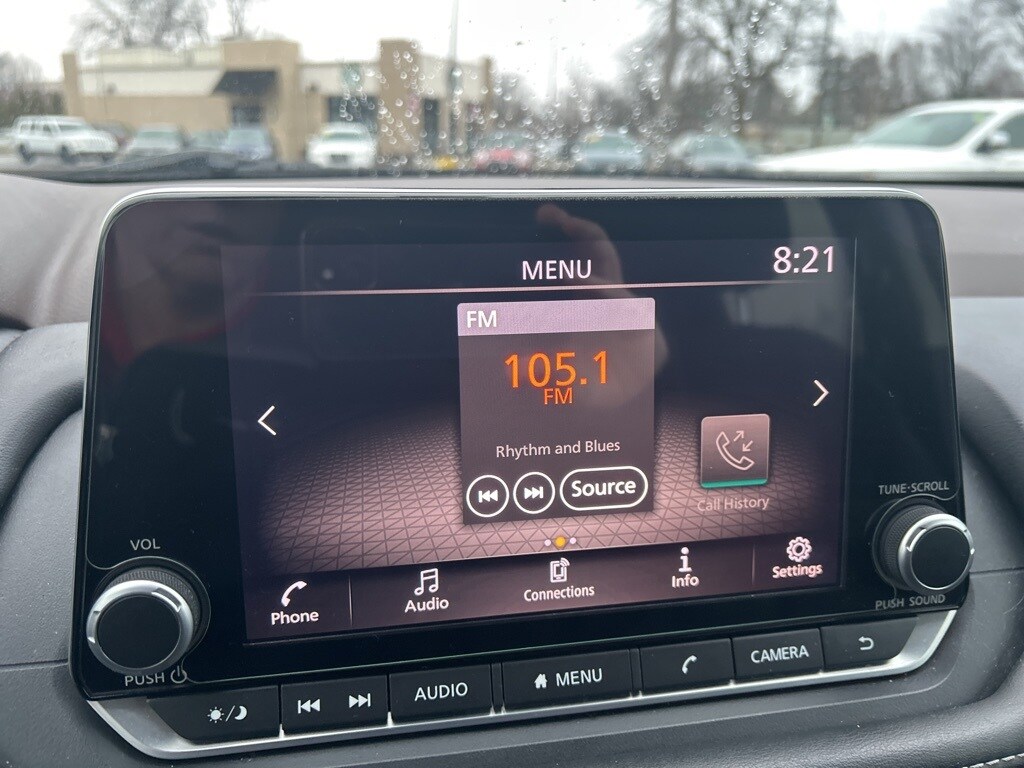 MENU
8:21
FM
105.1
FM
Rhythm and Blues
Source
Call History
Phone
Audio
Connections
Info
Settings
VOL
PUSH
TUNE·SCROLL
PUSH SOUND
AUDIO
MENU
CAMERA